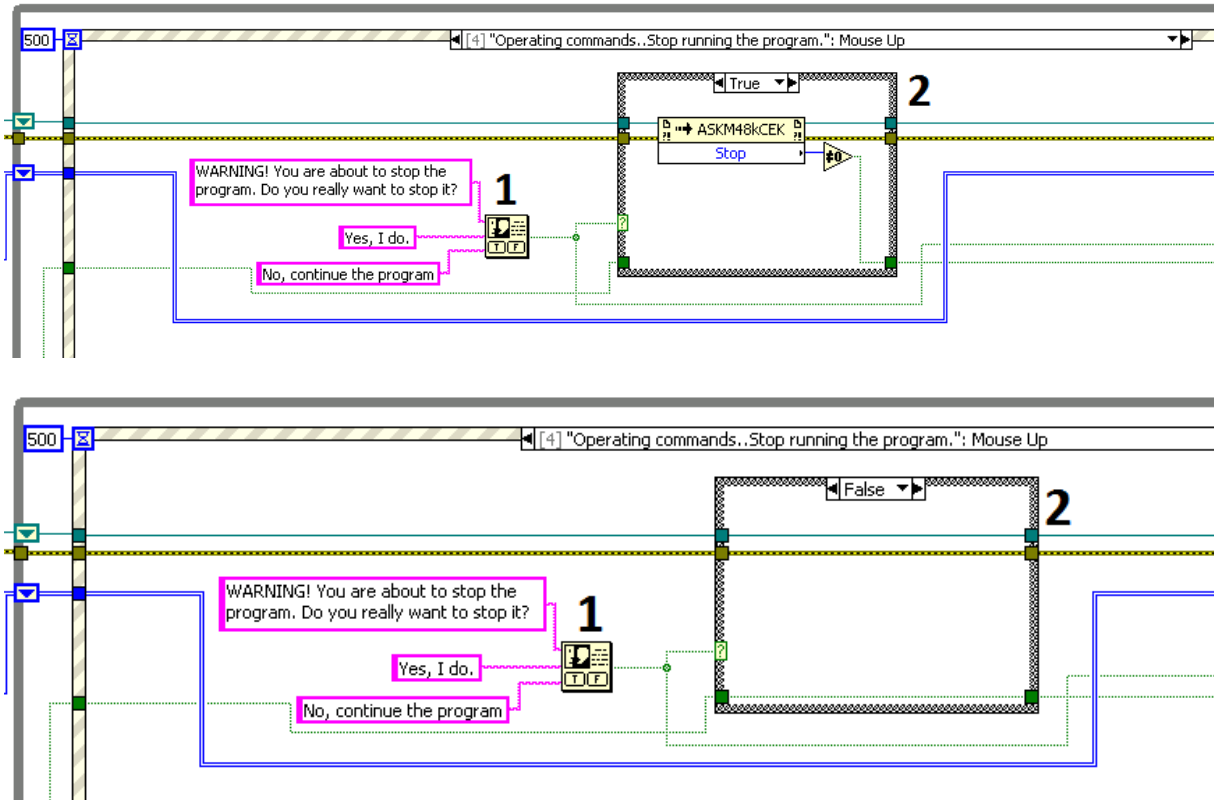 500
[4] "Operating commands..Stop running the program.": Mouse Up
True
2
ASKM48kCEK
Stop
≠0
WARNING! You are about to stop the
program. Do you really want to stop it?
1
Yes, I do.
?
T F
No, continue the program
500
[4] "Operating commands..Stop running the program.": Mouse Up
False
2
WARNING! You are about to stop the
program. Do you really want to stop it?
1
Yes, I do.
?
T F
No, continue the program